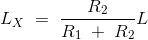 L_X = \frac{R_2}{R_1 + R_2} L